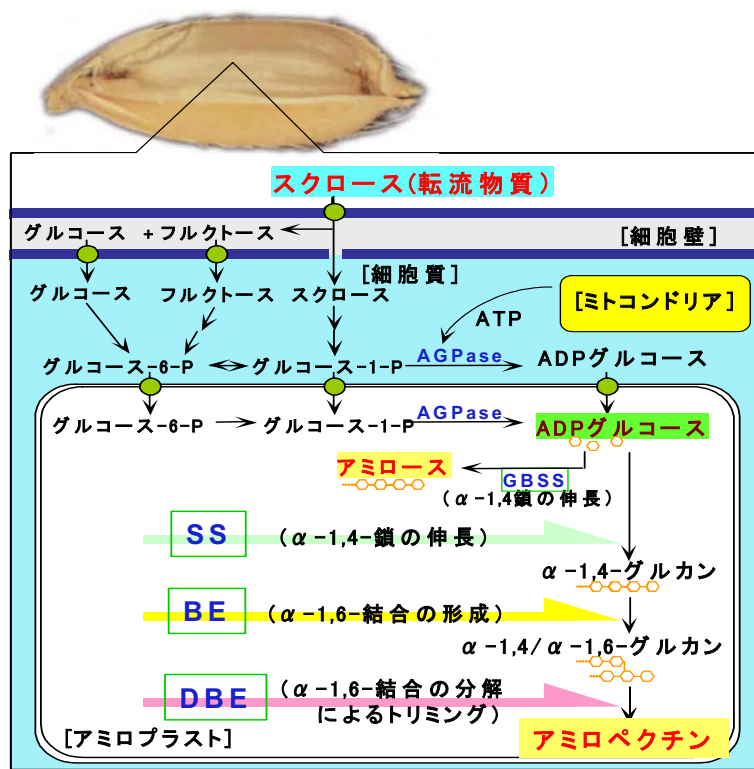 スクロース(転流物質)
グルコース +フルクトース
[細胞壁]
[細胞質]
グルコース フルクトース スクロース
[ミトコンドリア]
ATP
グルコース-6-P
グルコース-1-P
AGPase
ADPグルコース
グルコース-6-P
グルコース-1-P
AGPase
ADPグルコース
アミロース
GBSS
(α-1,4鎖の伸長)
SS
(α-1,4-鎖の伸長)
α-1,4-グルカン
BE
(α-1,6-結合の形成)
α-1,4/α-1,6-グルカン
DBE
(α-1,6-結合の分解
によるトリミング)
[アミロプラスト]
アミロペクチン